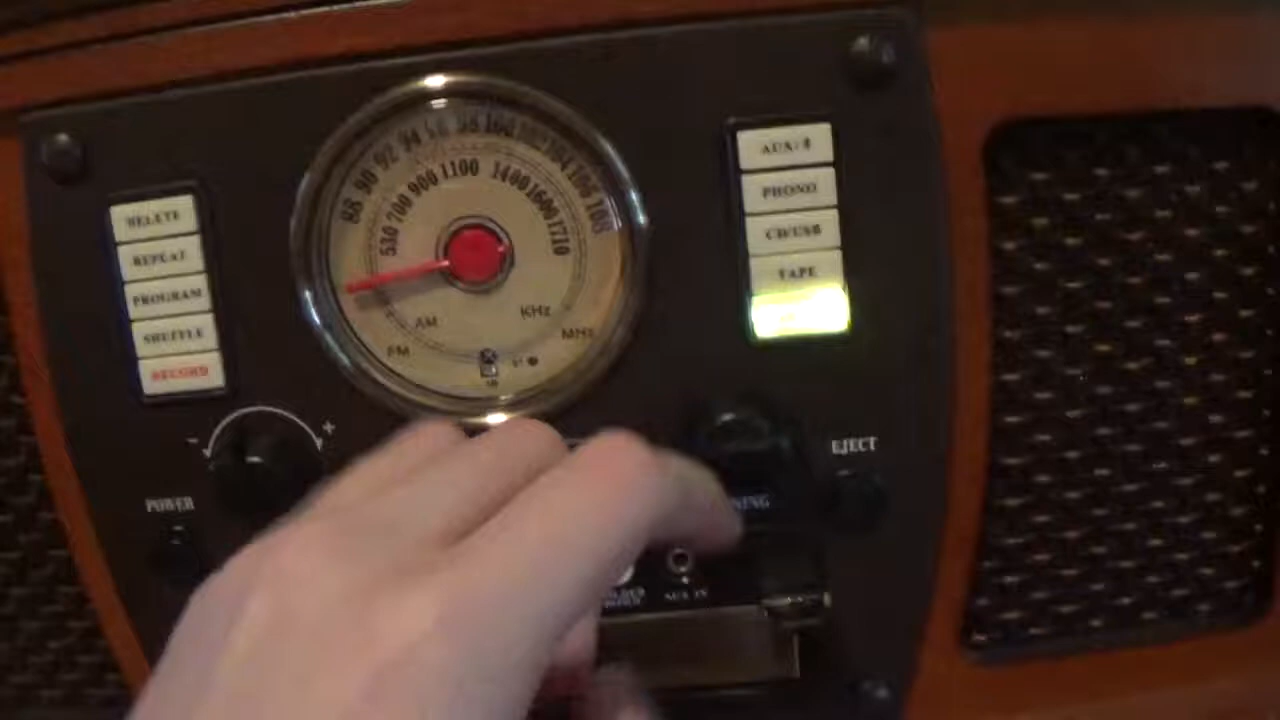 DELETE
REPEAT
PROGRAM
SHUFFLE
RECORD
88 90 92 94 96 98 100 102 104 106 108
530 700 900 1100 1400 1600 1710
AM
KHz
FM
MHz
AUX/
PHONO
CD/USB
TAPE
- +
POWER
EJECT
AUX IN